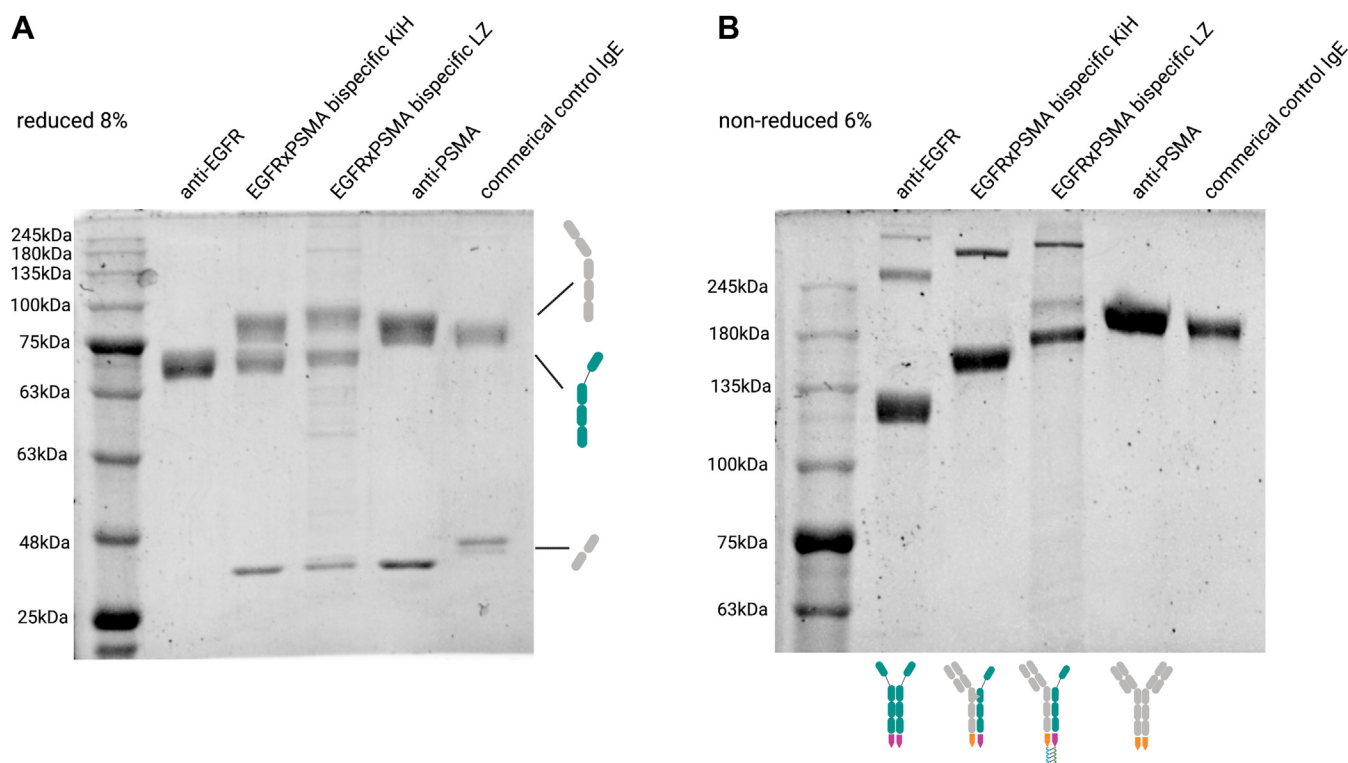 A
reduced 8%
anti-EGFR
EGFRxPSMA bispecific KiH
EGFRxPSMA bispecific LZ
anti-PSMA
commerical control IgE
245kDa
180kDa
135kDa
100kDa
75kDa
63kDa
63kDa
48kDa
25kDa
B
non-reduced 6%
anti-EGFR
EGFRxPSMA bispecific KiH
EGFRxPSMA bispecific LZ
anti-PSMA
commerical control IgE
245kDa
180kDa
135kDa
100kDa
75kDa
63kDa